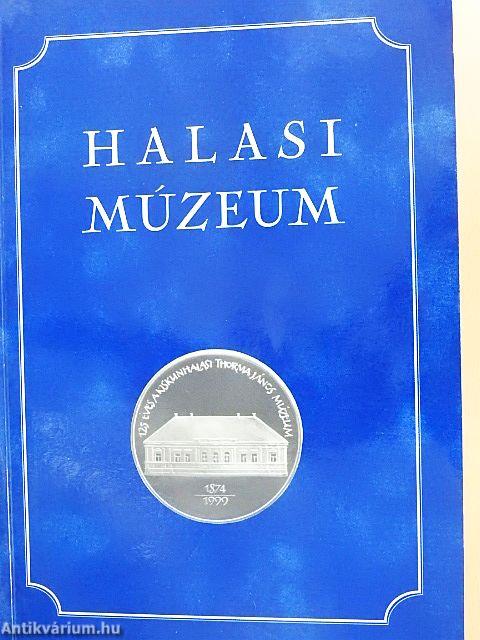 HALASI
MÚZEUM
125 ÉVES A KISKUNHALASI THORMA JÁNOS MÚZEUM
1874
1999
Antikvárium.hu